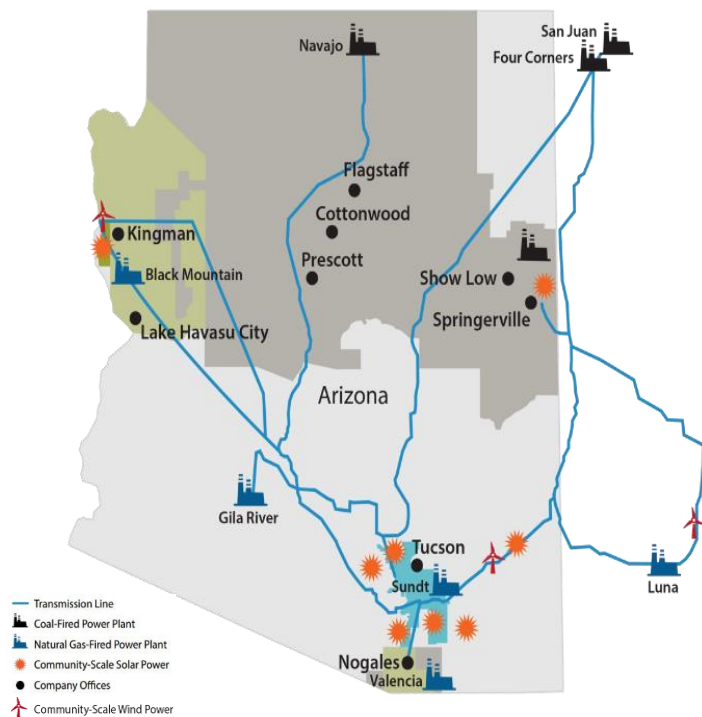 San Juan
Navajo
Four Corners
Flagstaff
Cottonwood
Kingman
Prescott
Black Mountain
Show Low
Springerville
Lake Havasu City
Arizona
Gila River
Tucson
Sundt
Luna
Transmission Line
Coal-Fired Power Plant
Natural Gas-Fired Power Plant
Community-Scale Solar Power
Nogales
Company Offices
Valencia
Community-Scale Wind Power